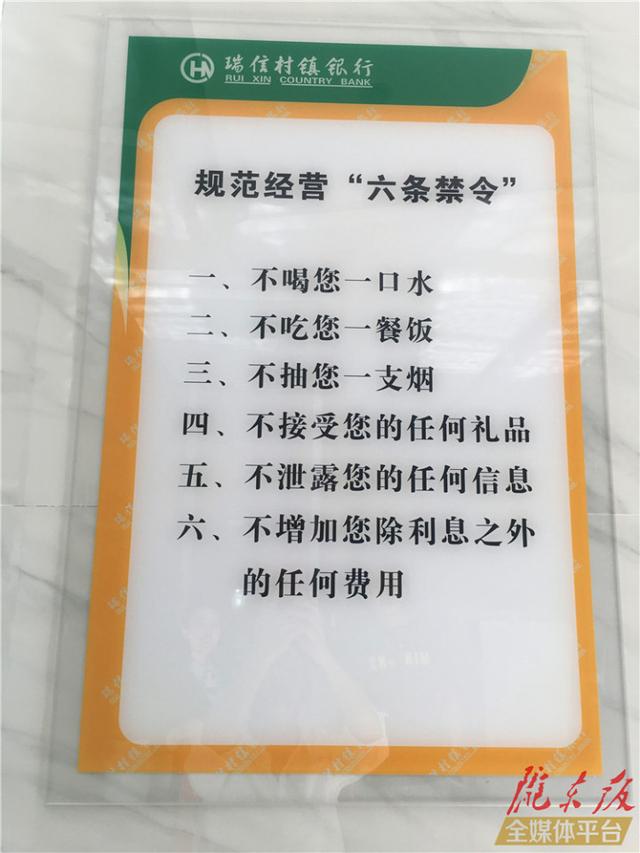 瑞信村镇银行
RUI XIN COUNTRY BANK
规范经营“六条禁令”
一、不喝您一口水
二、不吃您一餐饭
三、不抽您一支烟
四、不接受您的任何礼品
五、不泄露您的任何信息
六、不增加您除利息之外
的任何费用
陇东报
全媒体平台